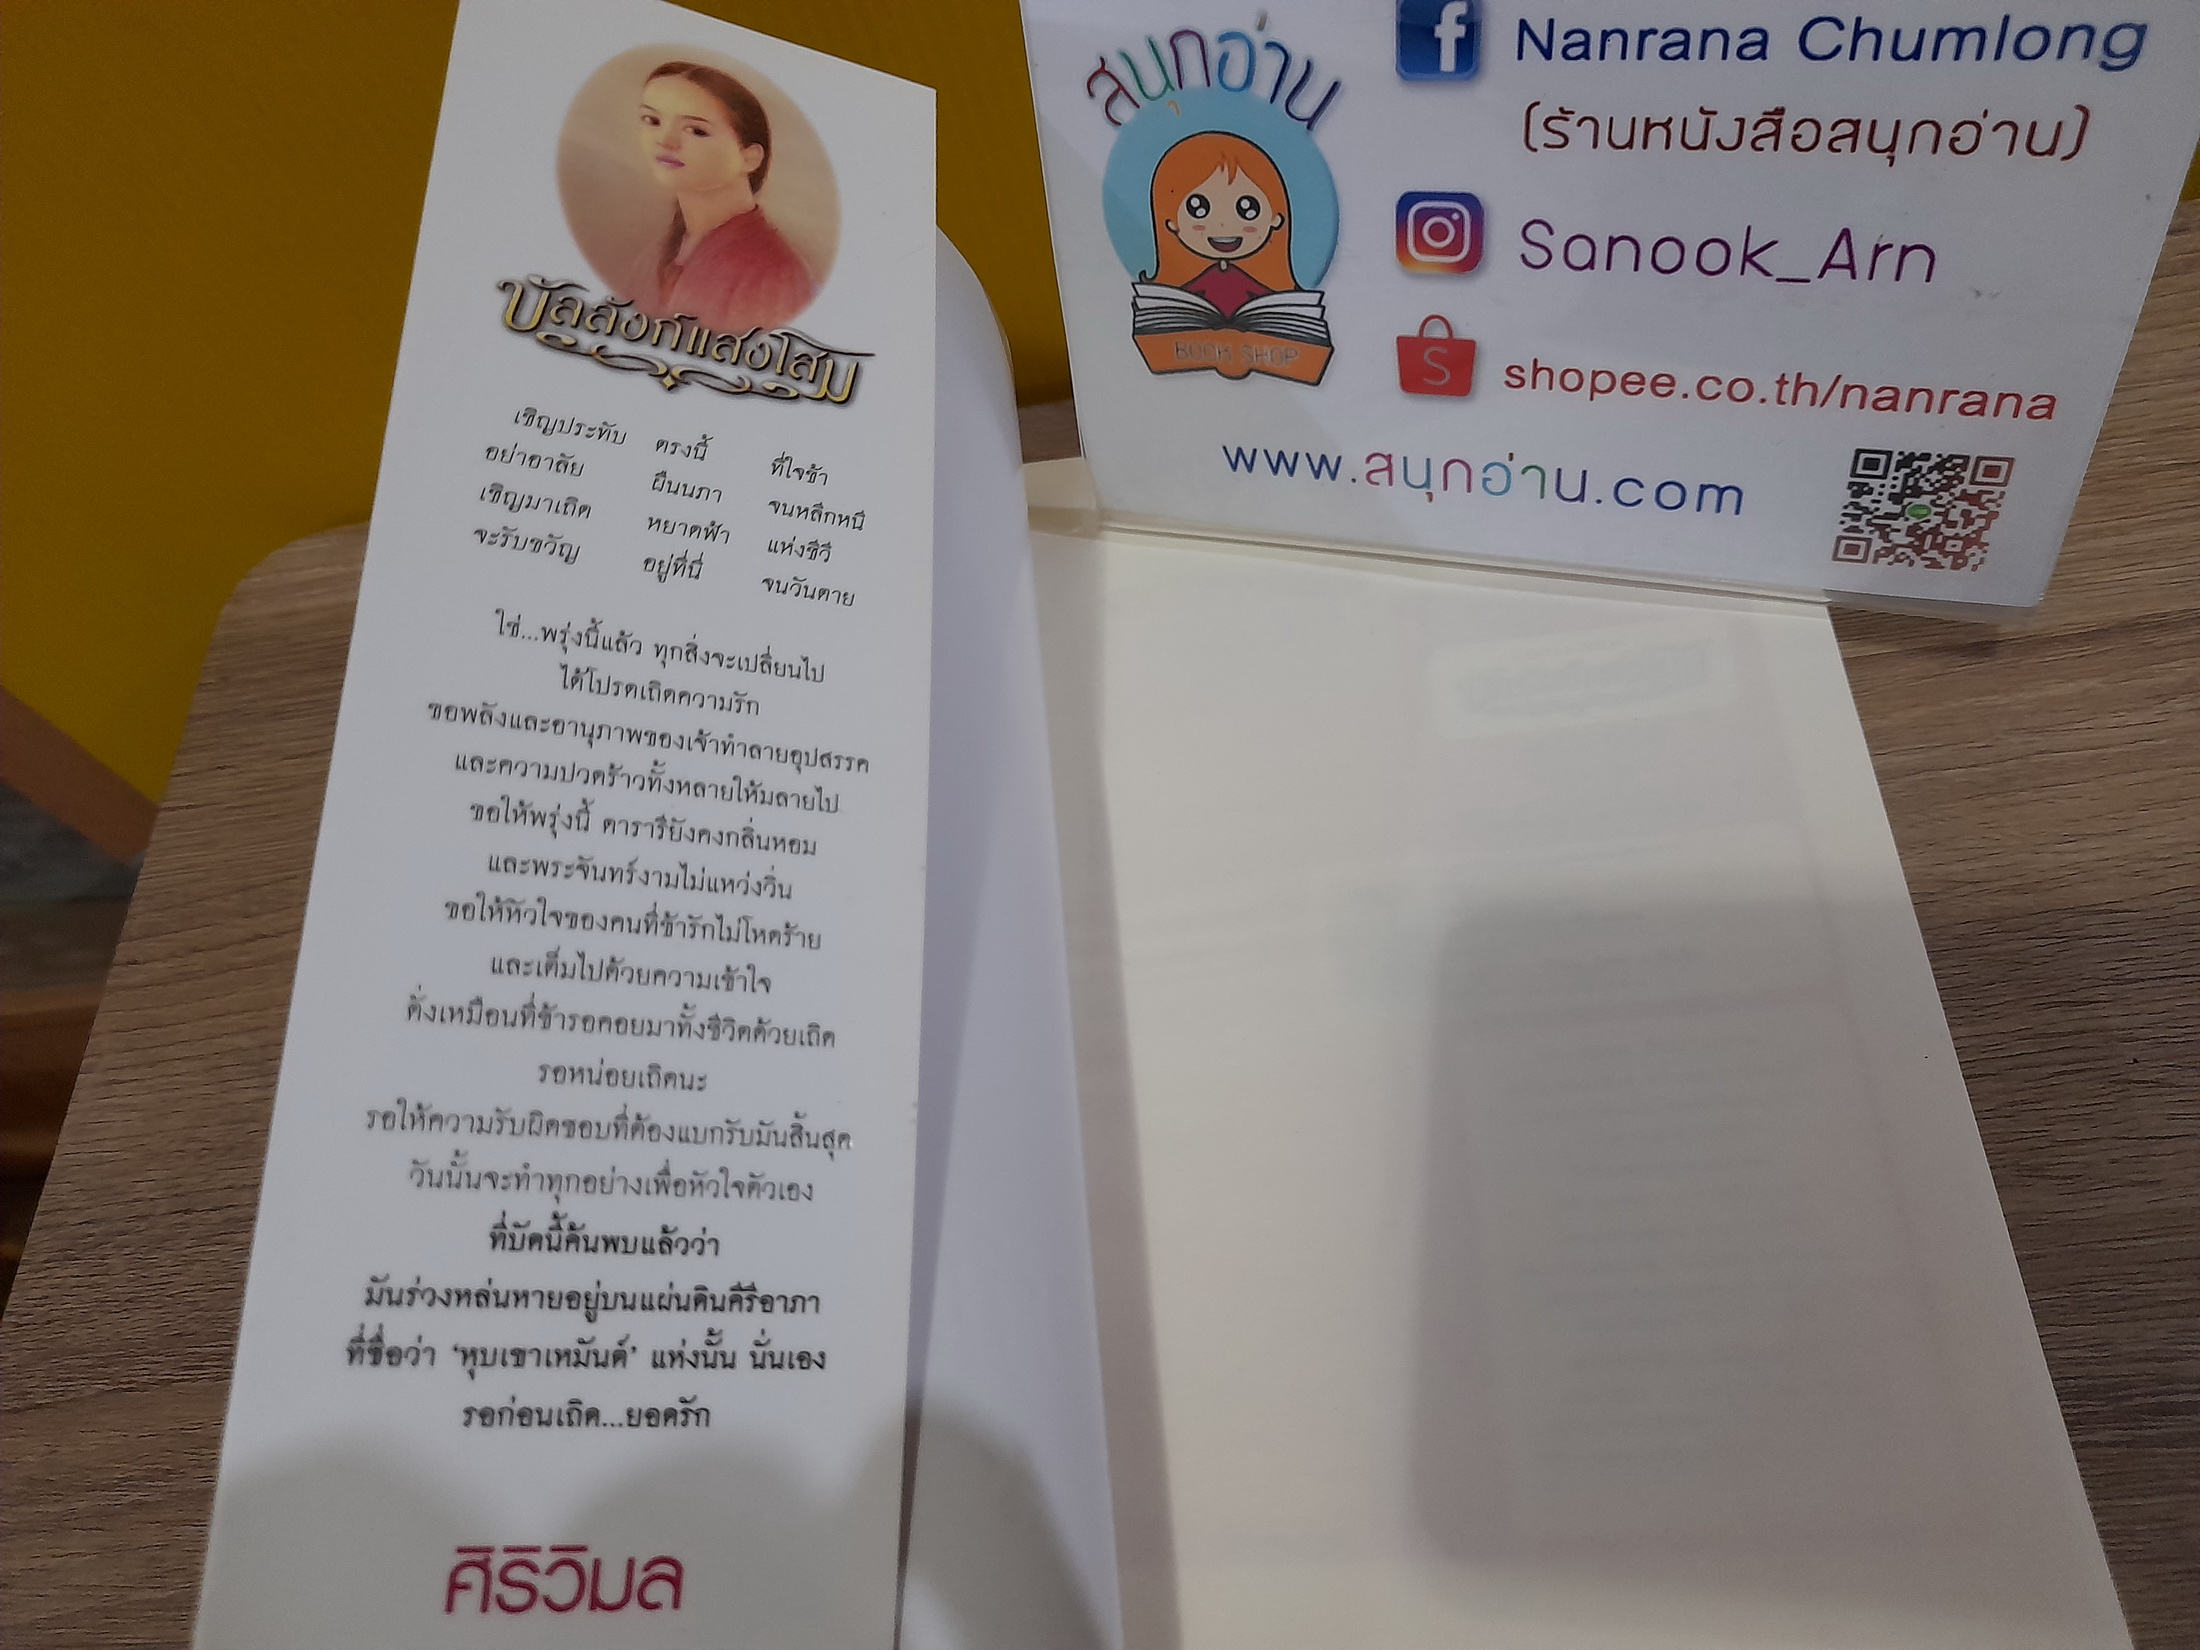 บัลลังก์แสงโสม
เชิญประทับ ตรงนี้ ที่ใจข้า
อย่าอาลัย ผืนนภา จนหลีกหนี
เชิญมาเถิด หยาดฟ้า แห่งชีวี
จะรับขวัญ อยู่ที่นี่ จนวันตาย
ใช่...พรุ่งนี้แล้ว ทุกสิ่งจะเปลี่ยนไป
ได้โปรดเถิดความรัก
ขอพลังและอานุภาพของเจ้าทำลายอุปสรรค
และความปวดร้าวทั้งหลายให้มลายไป
ขอให้พรุ่งนี้ ดารารียังคงกลิ่นหอม
และพระจันทร์งามไม่แหว่งวิ่น
ขอให้หัวใจของคนที่ข้ารักไม่โหดร้าย
และเต็มไปด้วยความเข้าใจ
ดั่งเหมือนที่ข้ารอคอยมาทั้งชีวิตด้วยเถิด
รอหน่อยเถิดนะ
รอให้ความรับผิดชอบที่ต้องแบกรับมันสิ้นสุด
วันนั้นจะทำทุกอย่างเพื่อหัวใจตัวเอง
ที่บัดนี้ค้นพบแล้วว่า
มันร่วงหล่นหายอยู่บนแผ่นดินคีรีอาภา
ที่ชื่อว่า ‘หุบเขาเหมันต์’ แห่งนั้น นั่นเอง
รอก่อนเถิด...ยอดรัก
ศิริวิมล
สนุกอ่าน
BOOK SHOP
Nanrana Chumlong
(ร้านหนังสือสนุกอ่าน)
Sanook_Arn
shopee.co.th/nanrana
www.สนุกอ่าน.com